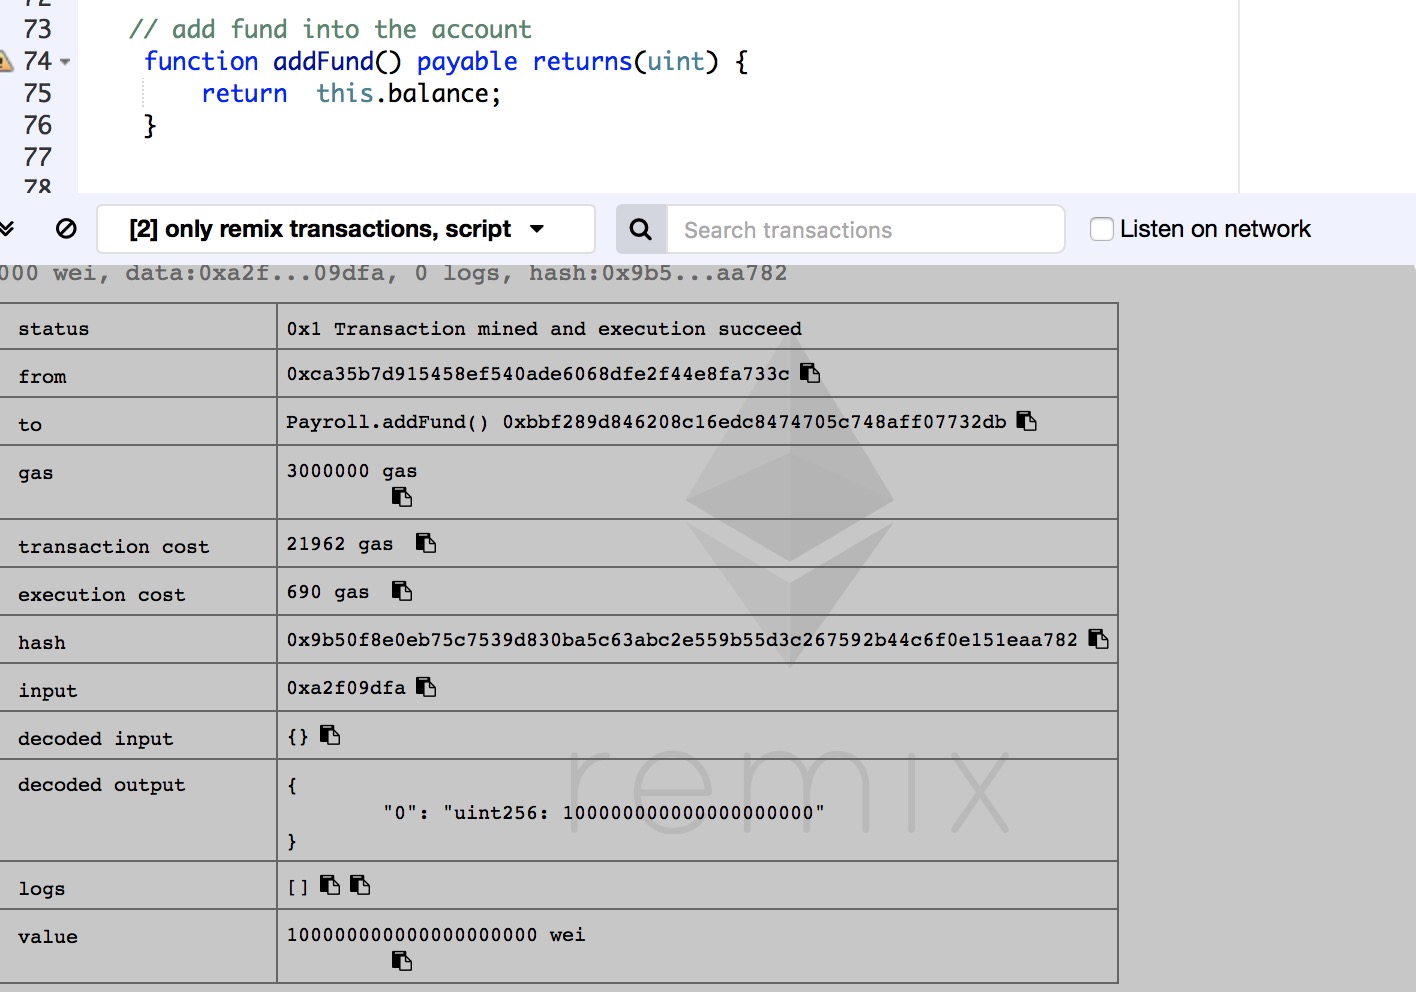 72
73 // add fund into the account
74 function addFund() payable returns(uint) {
75 return this.balance;
76 }
77
78
[2] only remix transactions, script
Search transactions
Listen on network
000 wei, data:0xa2f...09dfa, 0 logs, hash:0x9b5...aa782
status 0x1 Transaction mined and execution succeed
from 0xca35b7d915458ef540ade6068dfe2f44e8fa733c
to Payroll.addFund() 0xbbf289d846208c16edc8474705c748aff07732db
gas 3000000 gas
transaction cost 21962 gas
execution cost 690 gas
hash 0x9b50f8e0eb75c7539d830ba5c63abc2e559b55d3c267592b44c6f0e151eaa782
input 0xa2f09dfa
decoded input {}
decoded output {
"0": "uint256: 100000000000000000000"
}
logs []
value 100000000000000000000 wei
remix